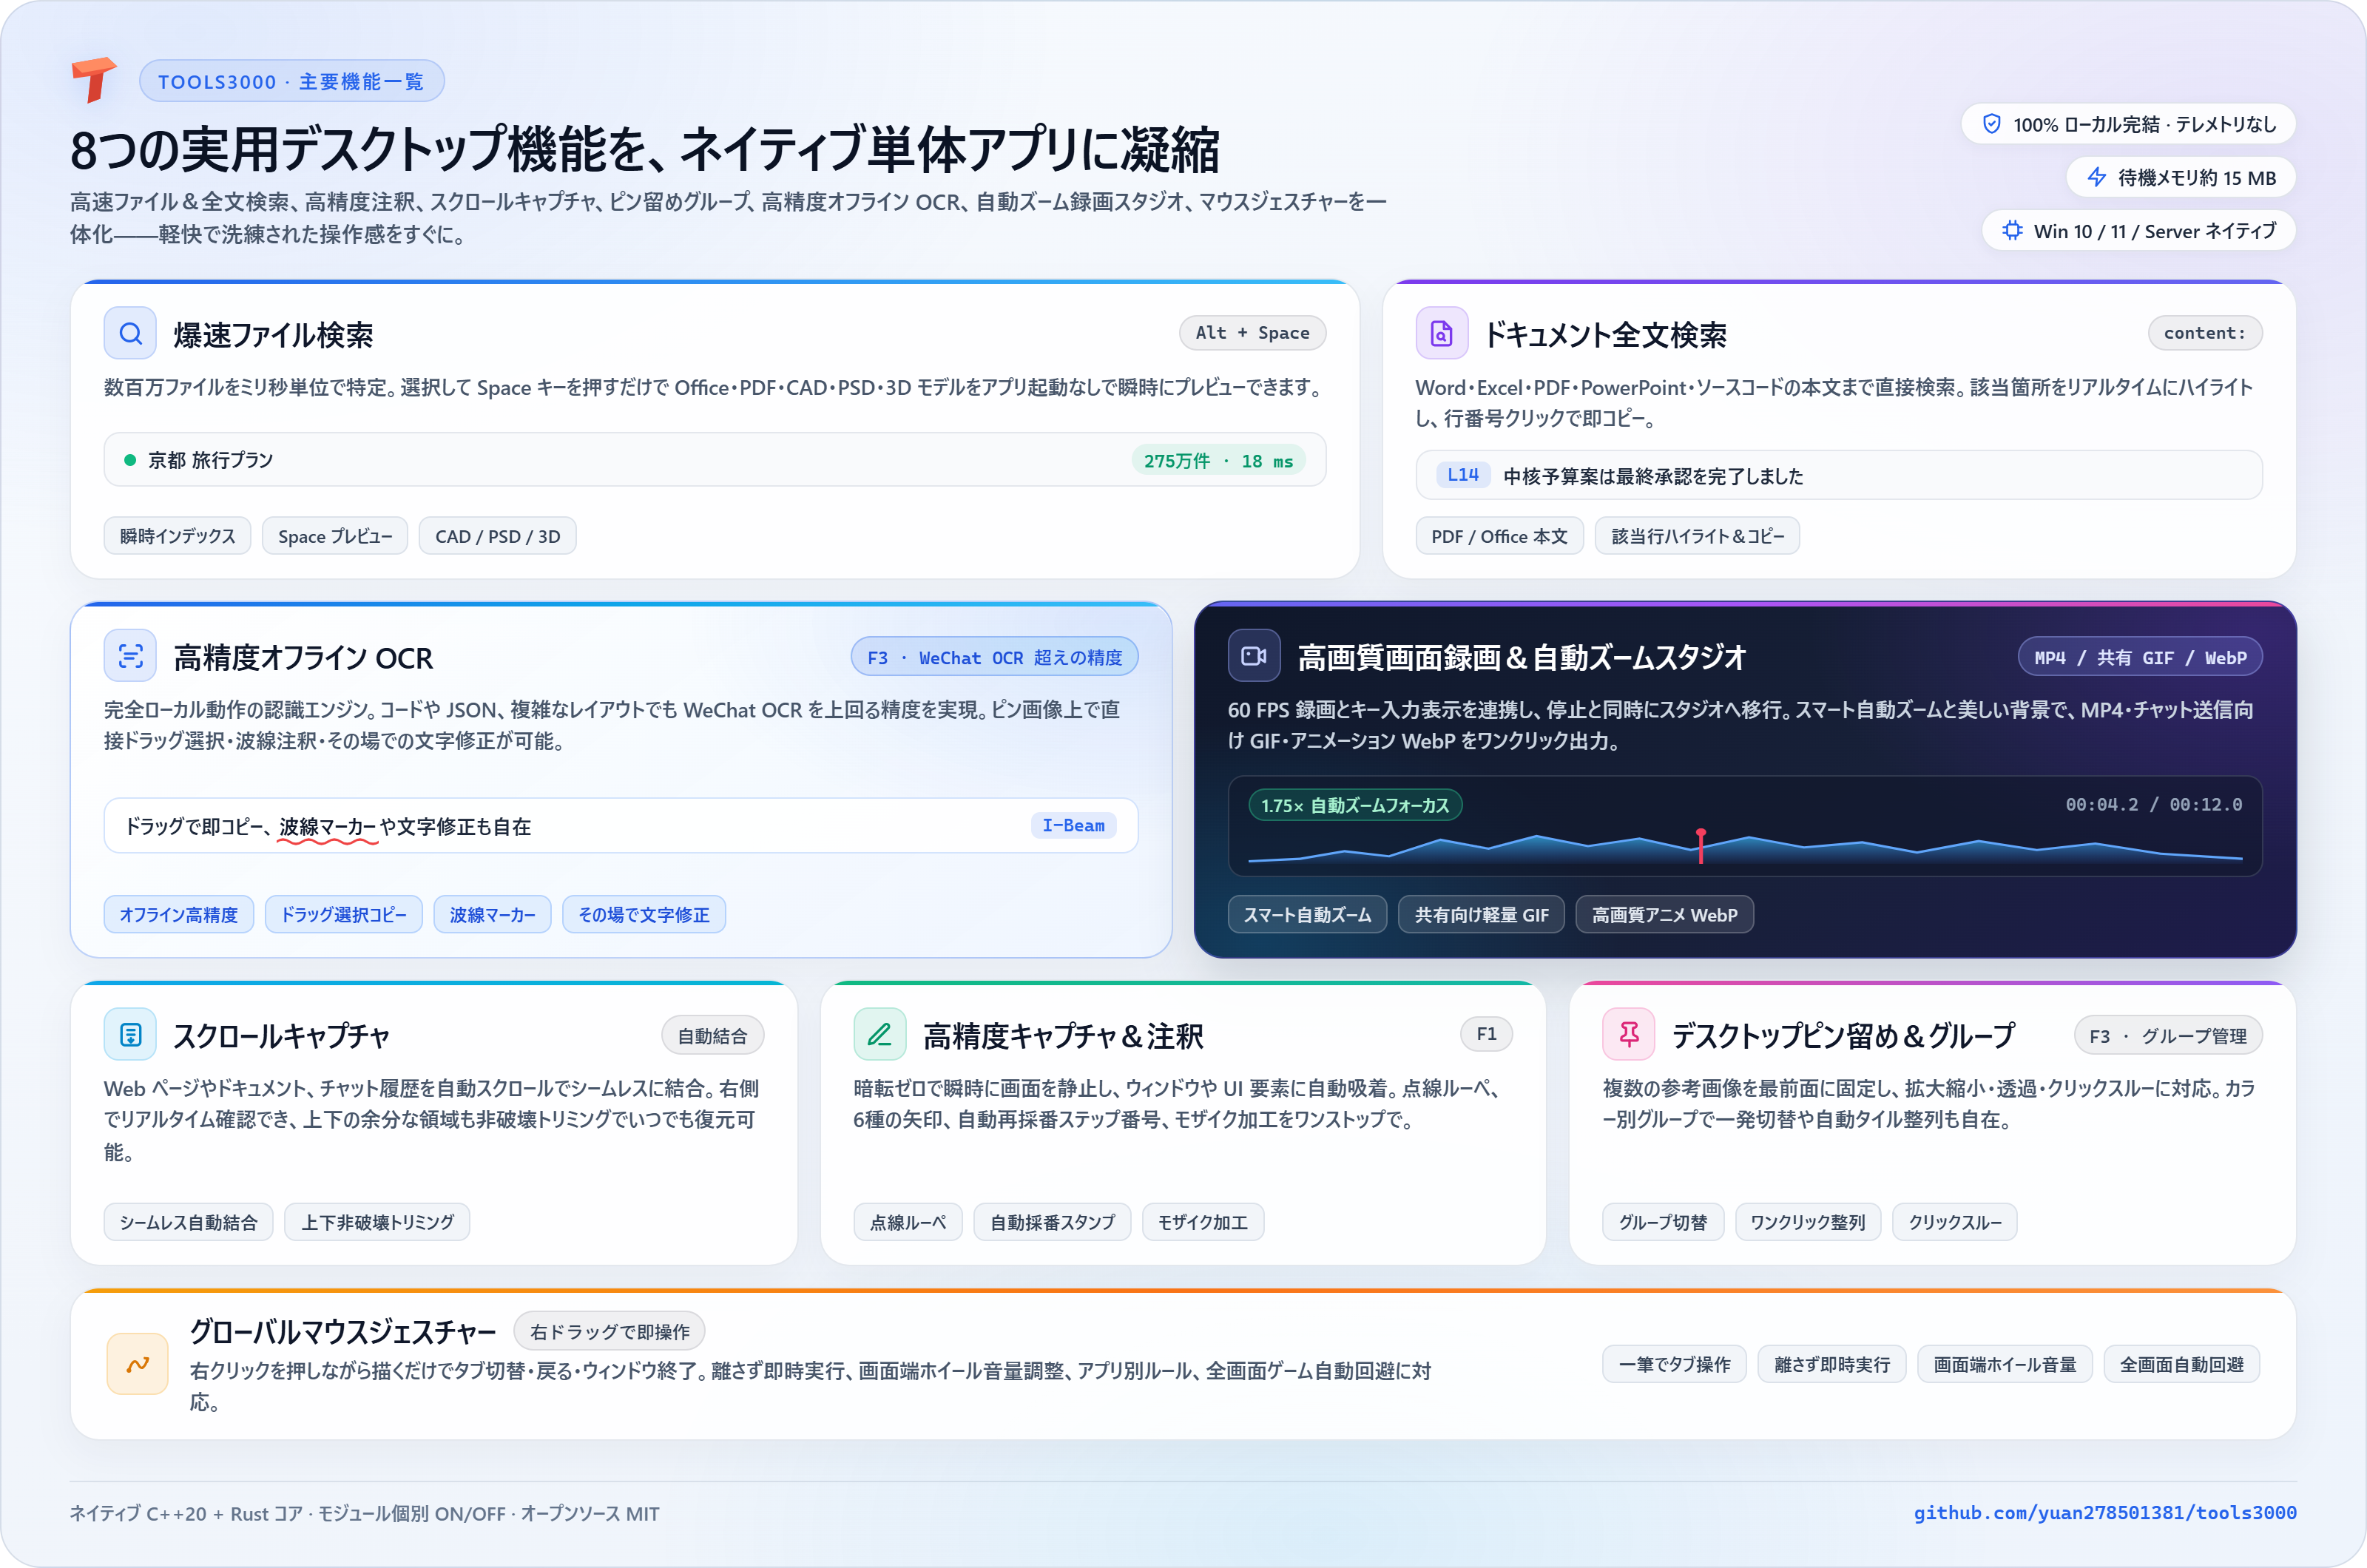 TOOLS3000 · 主要機能一覧
8つの実用デスクトップ機能を、ネイティブ単体アプリに凝縮
高速ファイル＆全文検索、高精度注釈、スクロールキャプチャ、ピン留めグループ、高精度オフライン OCR、自動ズーム録画スタジオ、マウスジェスチャーを一
体化——軽快で洗練された操作感をすぐに。
100% ローカル完結 · テレメトリなし
待機メモリ約 15 MB
Win 10 / 11 / Server ネイティブ
爆速ファイル検索
Alt + Space
数百万ファイルをミリ秒単位で特定。選択して Space キーを押すだけで Office・PDF・CAD・PSD・3D モデルをアプリ起動なしで瞬時にプレビューできます。
京都 旅行プラン
275万件 · 18 ms
瞬時インデックス
Space プレビュー
CAD / PSD / 3D
ドキュメント全文検索
content:
Word・Excel・PDF・PowerPoint・ソースコードの本文まで直接検索。該当箇所をリアルタイムにハイライト
し、行番号クリックで即コピー。
L14 中核予算案は最終承認を完了しました
PDF / Office 本文
該当行ハイライト＆コピー
高精度オフライン OCR
F3 · WeChat OCR 超えの精度
完全ローカル動作の認識エンジン。コードや JSON、複雑なレイアウトでも WeChat OCR を上回る精度を実現。ピン画像上で直
接ドラッグ選択・波線注釈・その場での文字修正が可能。
ドラッグで即コピー、波線マーカーや文字修正も自在
I-Beam
オフライン高精度
ドラッグ選択コピー
波線マーカー
その場で文字修正
高画質画面録画＆自動ズームスタジオ
MP4 / 共有 GIF / WebP
60 FPS 録画とキー入力表示を連携し、停止と同時にスタジオへ移行。スマート自動ズームと美しい背景で、MP4・チャット送信向
け GIF・アニメーション WebP をワンクリック出力。
1.75× 自動ズームフォーカス
00:04.2 / 00:12.0
スマート自動ズーム
共有向け軽量 GIF
高画質アニメ WebP
スクロールキャプチャ
自動結合
Web ページやドキュメント、チャット履歴を自動スクロールでシームレスに結合。右側
でリアルタイム確認でき、上下の余分な領域も非破壊トリミングでいつでも復元可
能。
シームレス自動結合
上下非破壊トリミング
高精度キャプチャ＆注釈
F1
暗転ゼロで瞬時に画面を静止し、ウィンドウや UI 要素に自動吸着。点線ルーペ、
6種の矢印、自動再採番ステップ番号、モザイク加工をワンストップで。
点線ルーペ
自動採番スタンプ
モザイク加工
デスクトップピン留め＆グループ
F3 · グループ管理
複数の参考画像を最前面に固定し、拡大縮小・透過・クリックスルーに対応。カラ
ー別グループで一発切替や自動タイル整列も自在。
グループ切替
ワンクリック整列
クリックスルー
グローバルマウスジェスチャー
右ドラッグで即操作
右クリックを押しながら描くだけでタブ切替・戻る・ウィンドウ終了。離さず即時実行、画面端ホイール音量調整、アプリ別ルール、全画面ゲーム自動回避に対
応。
一筆でタブ操作
離さず即時実行
画面端ホイール音量
全画面自動回避
ネイティブ C++20 + Rust コア · モジュール個別 ON/OFF · オープンソース MIT
github.com/yuan278501381/tools3000